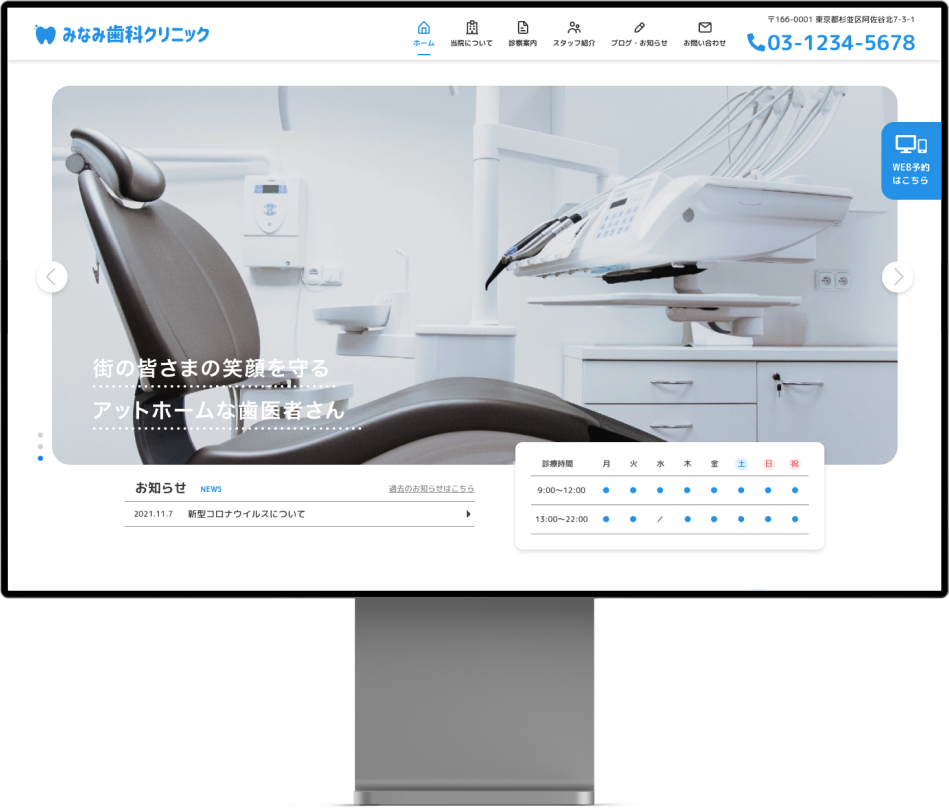 みなみ歯科クリニック
ホーム
当院について
診察案内
スタッフ紹介
ブログ・お知らせ
お問い合わせ
〒166-0001 東京都杉並区阿佐谷北7-3-1
03-1234-5678
WEB予約
はこちら
街の皆さまの笑顔を守る
アットホームな歯医者さん
お知らせ NEWS 過去のお知らせはこちら
2021.11.7 新型コロナウイルスについて
診療時間 月 火 水 木 金 土 日 祝
9:00〜12:00 ● ● ● ● ● ● ● ●
13:00〜22:00 ● ● / ● ● ● ● ●